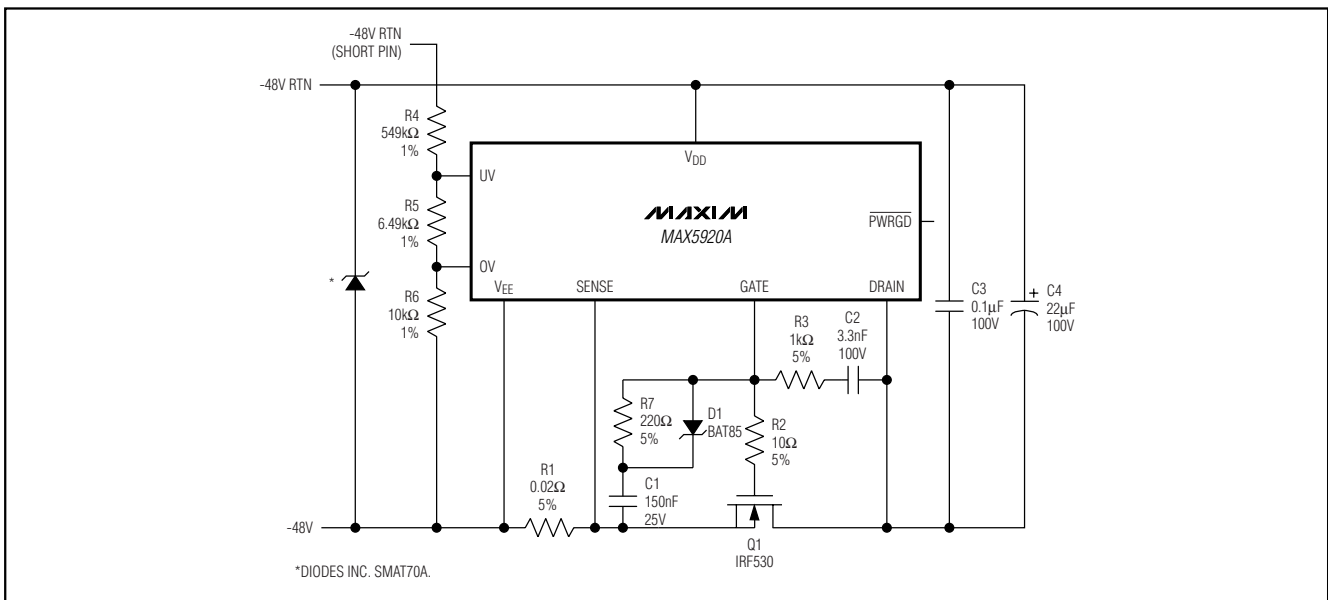 -48V RTN
(SHORT PIN)
-48V RTN
R4
549kΩ
1%
UV
R5
6.49kΩ
1%
OV
R6
10kΩ
1%
*
VDD
MAXIM
MAX5920A
PWRGD
VEE
SENSE
GATE
DRAIN
R3
1kΩ
5%
C2
3.3nF
100V
C3
0.1µF
100V
+
C4
22µF
100V
R7
220Ω
5%
D1
BAT85
R2
10Ω
5%
R1
0.02Ω
5%
C1
150nF
25V
-48V
Q1
IRF530
*DIODES INC. SMAT70A.